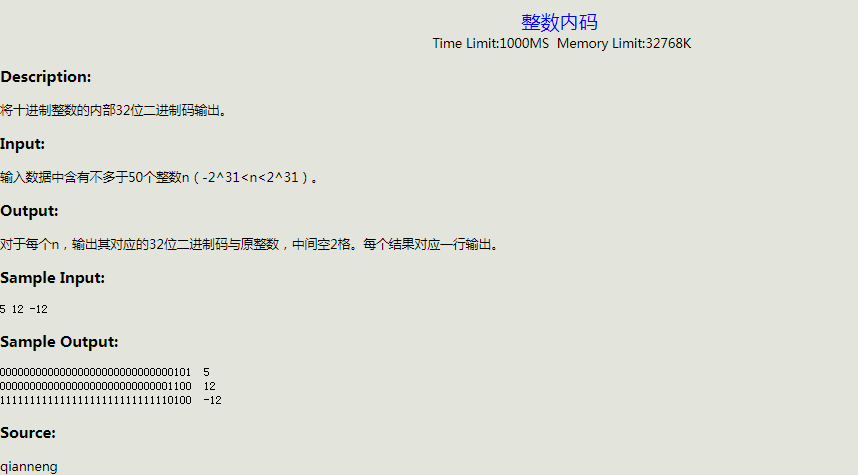 整数内码
Time Limit:1000MS  Memory Limit:32768K
Description:
将十进制整数的内部32位二进制码输出。
Input:
输入数据中含有不多于50个整数n（-2^31<n<2^31）。
Output:
对于每个n，输出其对应的32位二进制码与原整数，中间空2格。每个结果对应一行输出。
Sample Input:
5 12 -12
Sample Output:
00000000000000000000000000000101  5
00000000000000000000000000001100  12
11111111111111111111111111110100  -12
Source:
qianneng